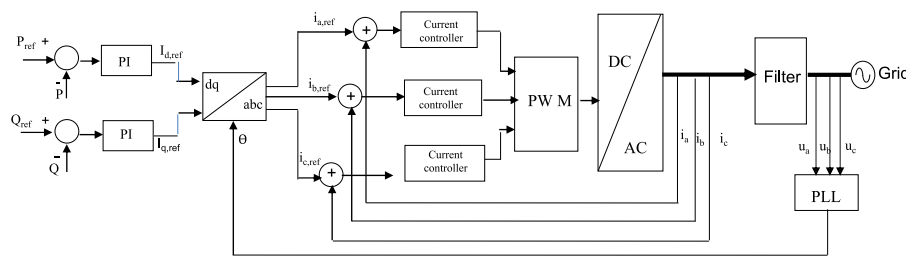 P_ref +
-
P
PI
I_d,ref
Q_ref +
-
Q
PI
I_q,ref
dq
abc
θ
i_a,ref
i_b,ref
i_c,ref
+
+
+
Current
controller
Current
controller
Current
controller
PW M
DC
AC
i_a i_b i_c
Filter
Grid
u_a u_b u_c
PLL